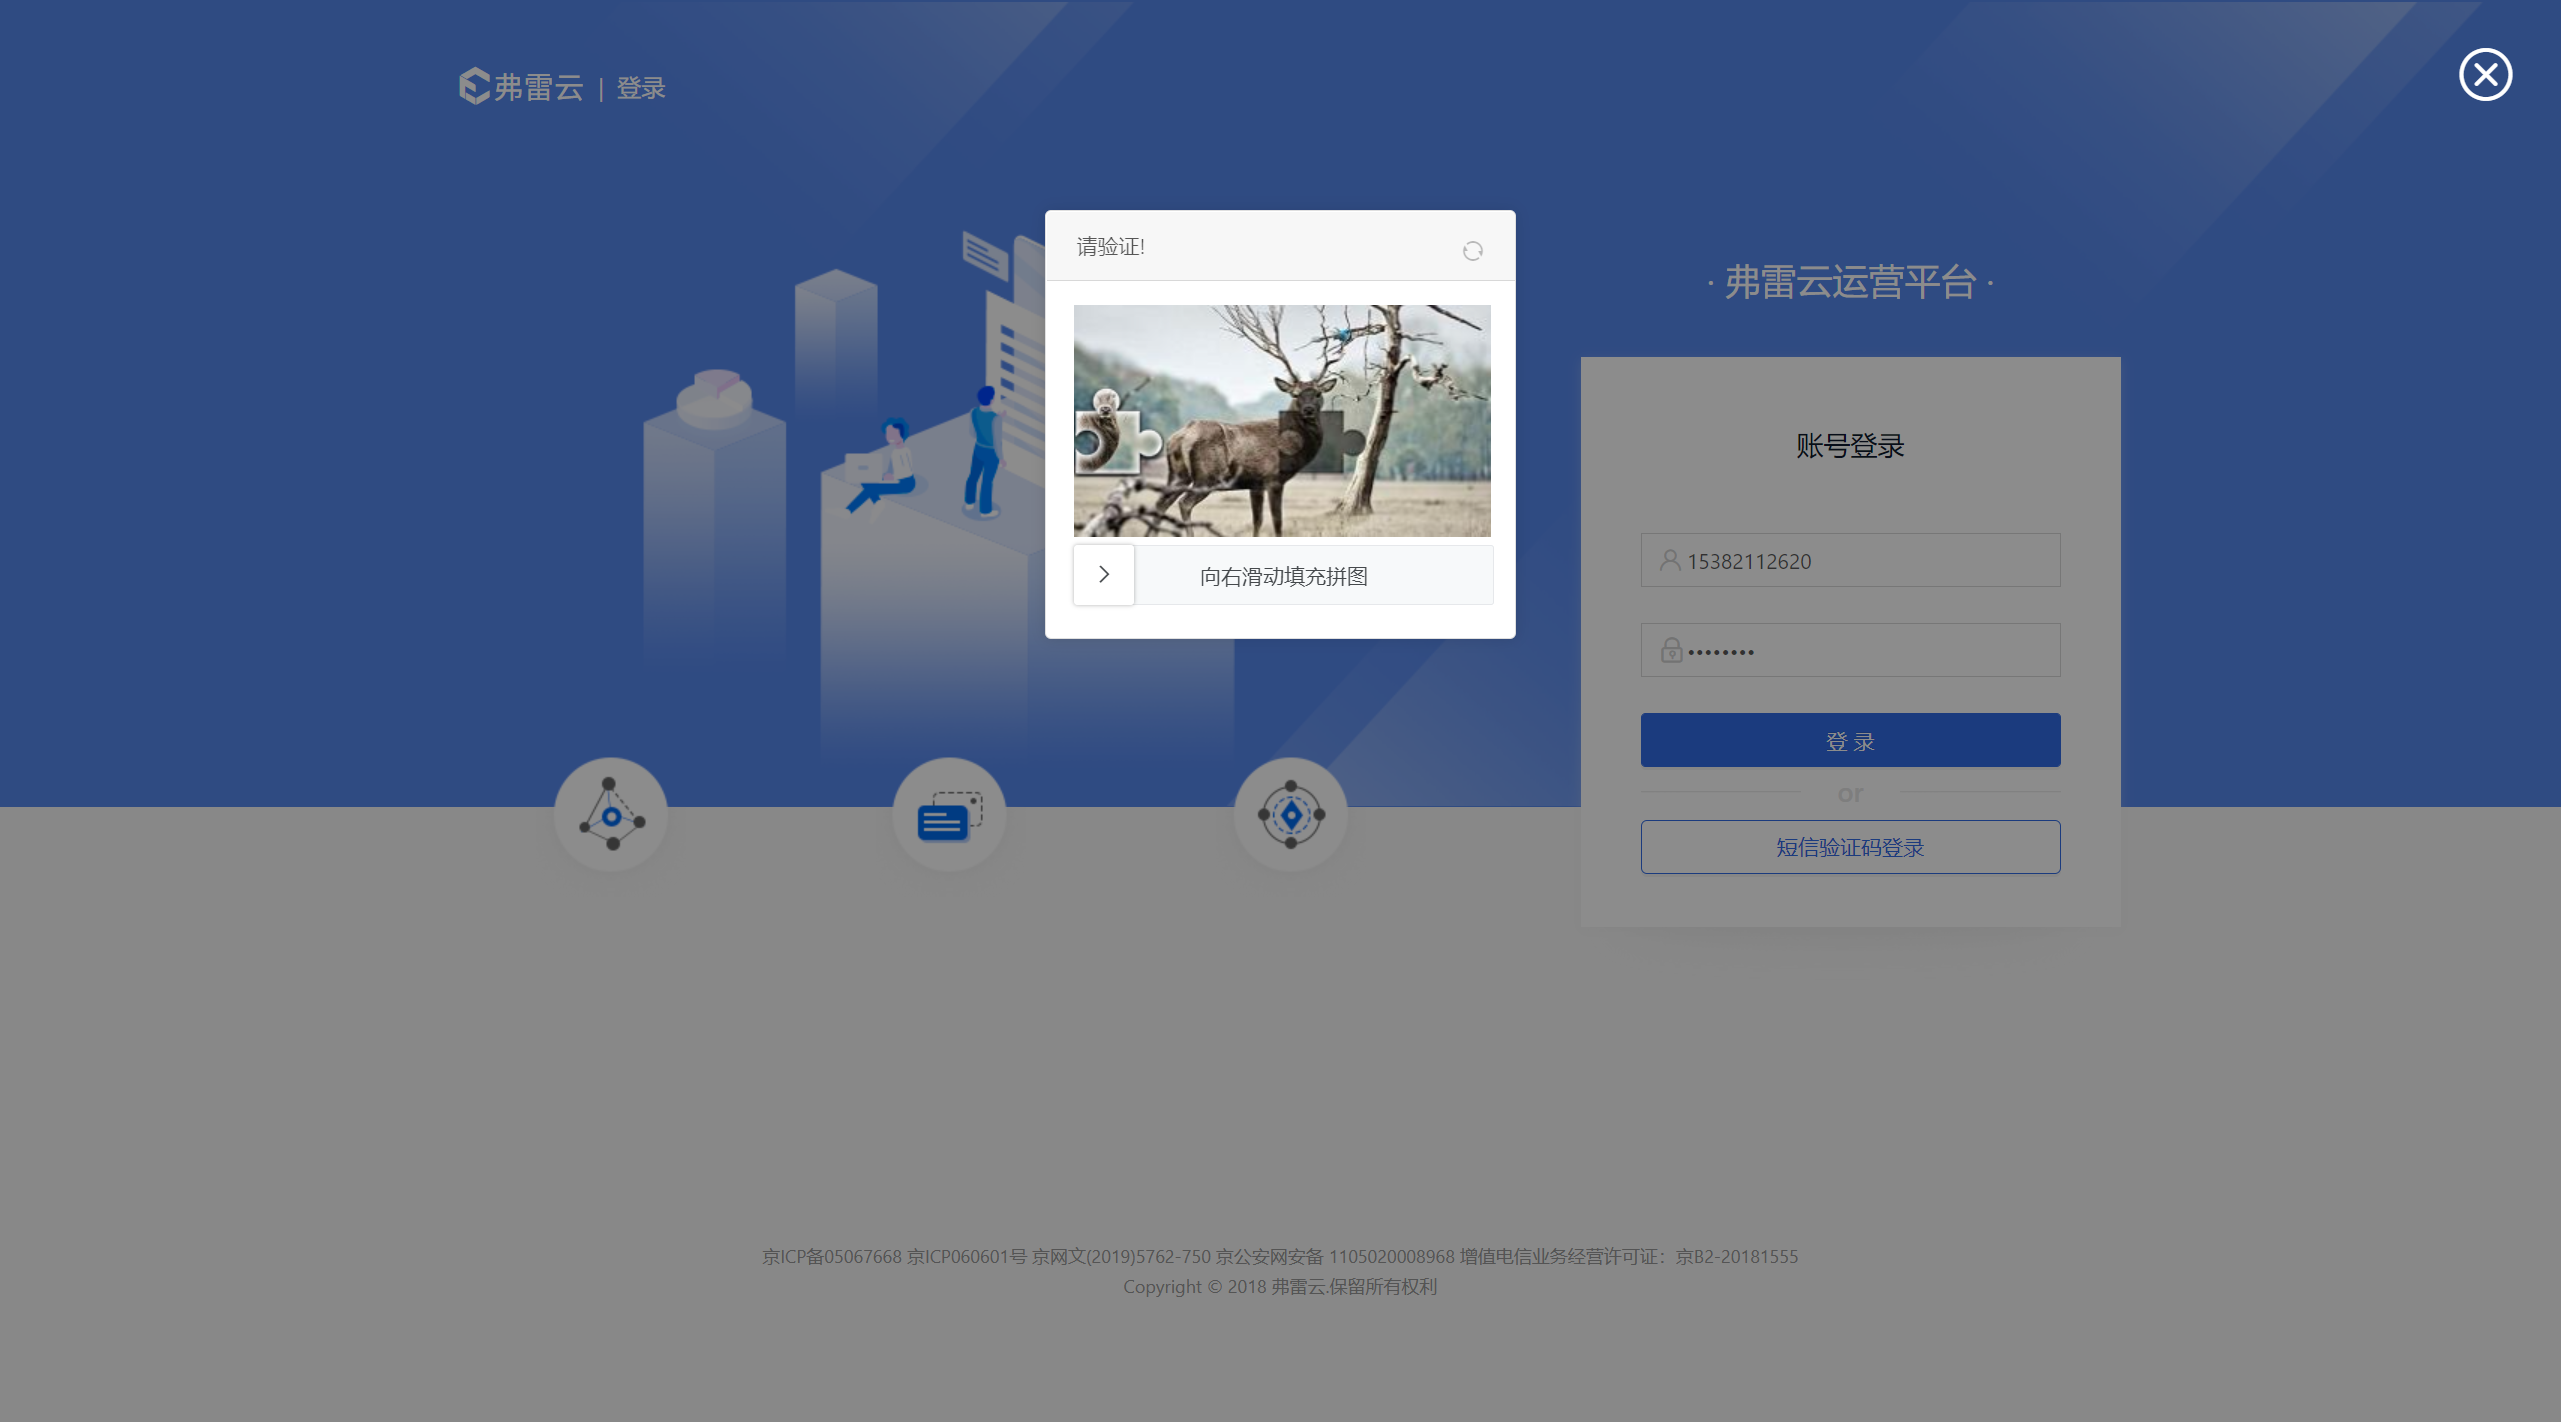 弗雷云 | 登录
请验证!
向右滑动填充拼图
· 弗雷云运营平台 ·
账号登录
15382112620
••••••••
登 录
or
短信验证码登录
京ICP备05067668 京ICP060601号 京网文(2019)5762-750 京公安网安备 1105020008968 增值电信业务经营许可证：京B2-20181555
Copyright © 2018 弗雷云.保留所有权利